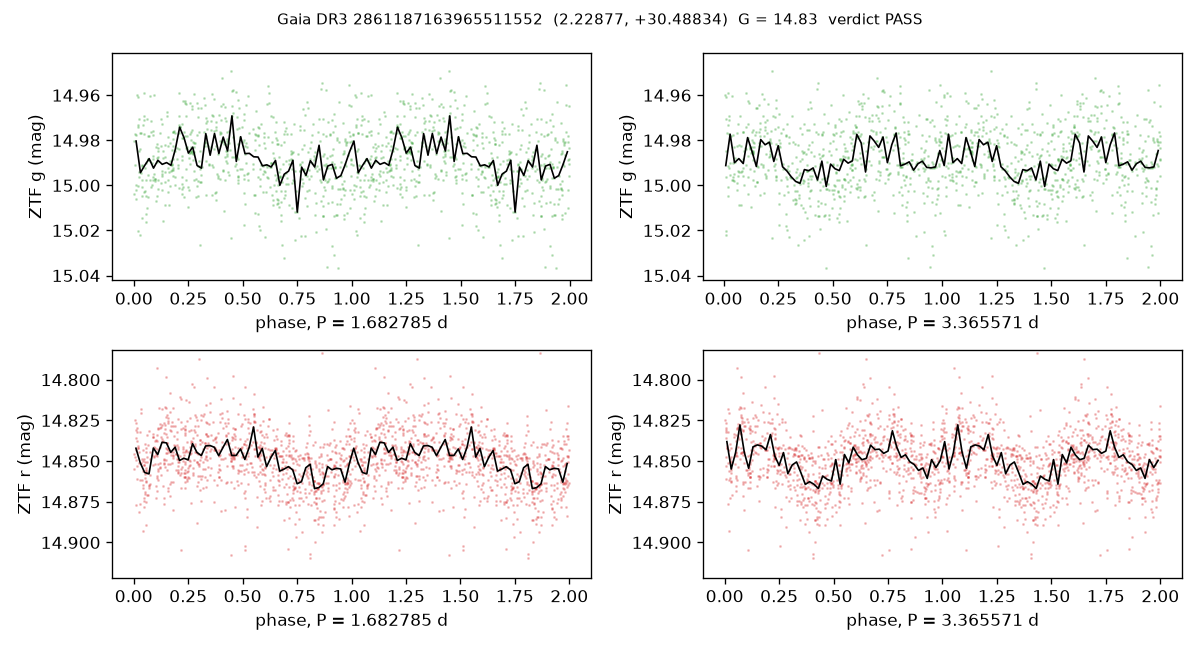 Gaia DR3 2861187163965511552 (2.22877, +30.48834) G = 14.83 verdict PASS
ZTF g (mag)
14.96
14.98
15.00
15.02
15.04
0.00 0.25 0.50 0.75 1.00 1.25 1.50 1.75 2.00
phase, P = 1.682785 d
ZTF g (mag)
14.96
14.98
15.00
15.02
15.04
0.00 0.25 0.50 0.75 1.00 1.25 1.50 1.75 2.00
phase, P = 3.365571 d
ZTF r (mag)
14.800
14.825
14.850
14.875
14.900
0.00 0.25 0.50 0.75 1.00 1.25 1.50 1.75 2.00
phase, P = 1.682785 d
ZTF r (mag)
14.800
14.825
14.850
14.875
14.900
0.00 0.25 0.50 0.75 1.00 1.25 1.50 1.75 2.00
phase, P = 3.365571 d